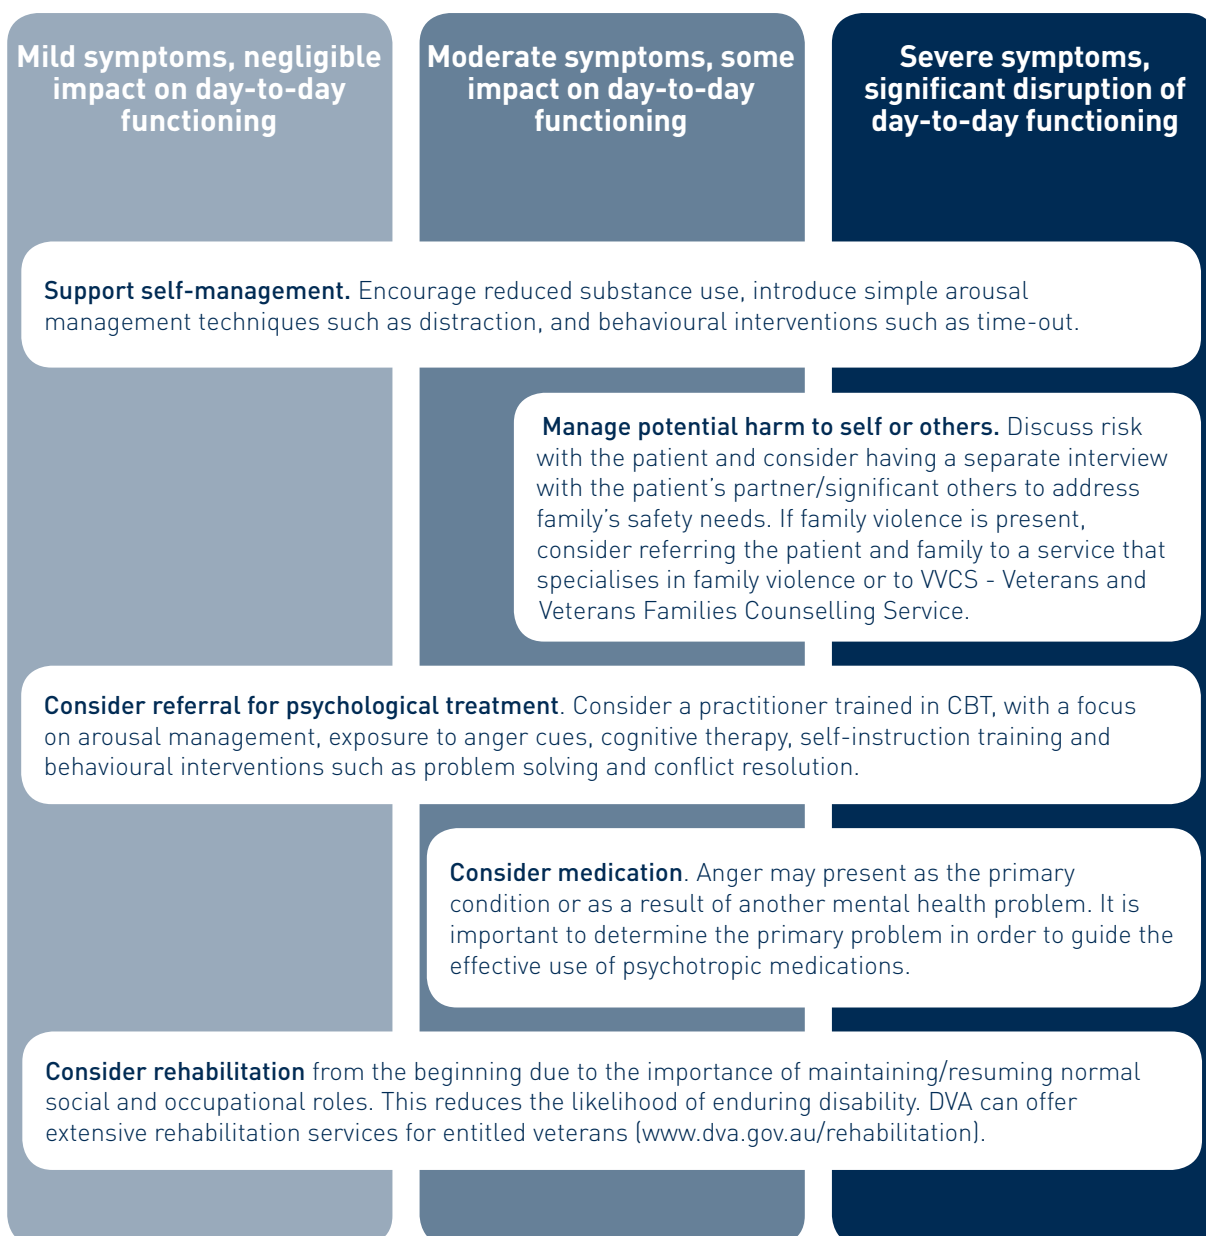 Mild symptoms, negligible
impact on day-to-day
functioning
Moderate symptoms, some
impact on day-to-day
functioning
Severe symptoms,
significant disruption of
day-to-day functioning
Support self-management. Encourage reduced substance use, introduce simple arousal
management techniques such as distraction, and behavioural interventions such as time-out.
Manage potential harm to self or others. Discuss risk
with the patient and consider having a separate interview
with the patient's partner/significant others to address
family's safety needs. If family violence is present,
consider referring the patient and family to a service that
specialises in family violence or to VVCS - Veterans and
Veterans Families Counselling Service.
Consider referral for psychological treatment. Consider a practitioner trained in CBT, with a focus
on arousal management, exposure to anger cues, cognitive therapy, self-instruction training and
behavioural interventions such as problem solving and conflict resolution.
Consider medication. Anger may present as the primary
condition or as a result of another mental health problem. It is
important to determine the primary problem in order to guide the
effective use of psychotropic medications.
Consider rehabilitation from the beginning due to the importance of maintaining/resuming normal
social and occupational roles. This reduces the likelihood of enduring disability. DVA can offer
extensive rehabilitation services for entitled veterans (www.dva.gov.au/rehabilitation).